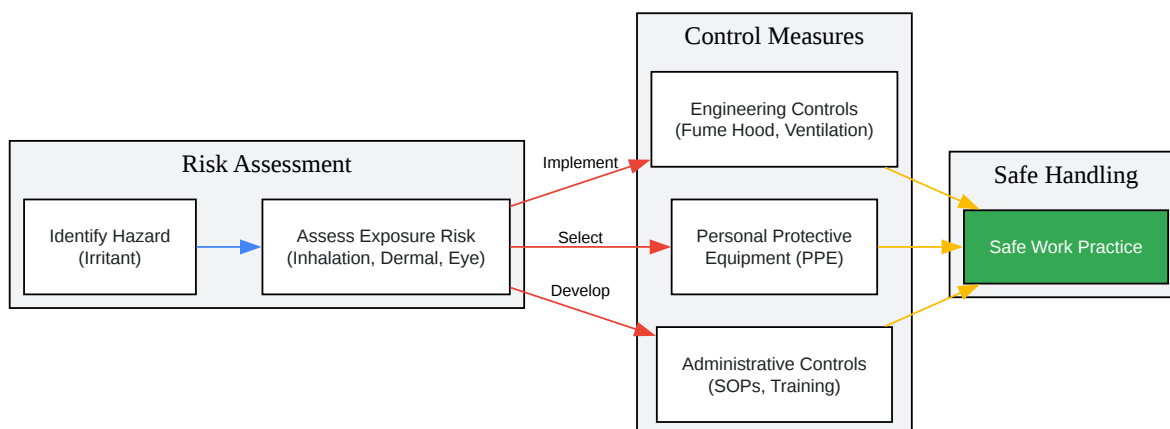 Risk Assessment
Identify Hazard
(Irritant)
Assess Exposure Risk
(Inhalation, Dermal, Eye)
Implement
Select
Develop
Control Measures
Engineering Controls
(Fume Hood, Ventilation)
Personal Protective
Equipment (PPE)
Administrative Controls
(SOPs, Training)
Safe Handling
Safe Work Practice